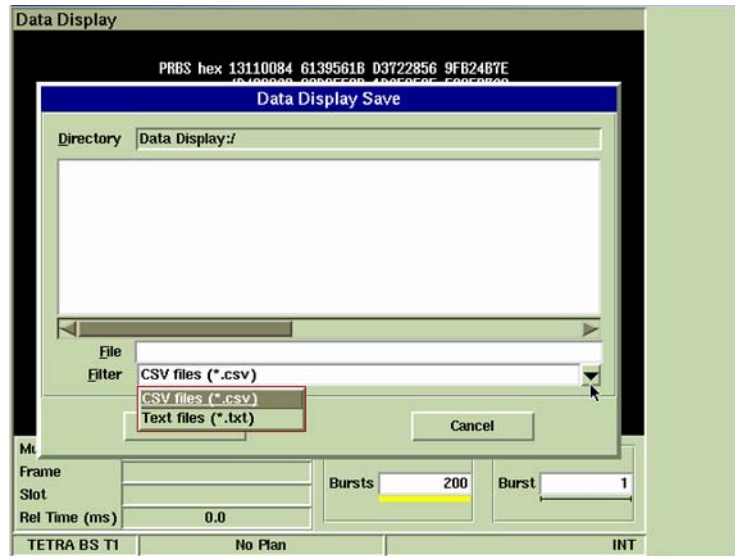 Data Display
PRBS hex 13110084 6139561B D3722856 9FB24B7E
Data Display Save
Directory Data Display:/
File
Filter CSV files (*.csv)
CSV files (*.csv)
Text files (*.txt)
Cancel
Frame
Slot
Rel Time (ms) 0.0
Bursts 200
Burst 1
TETRA BS T1 No Plan INT